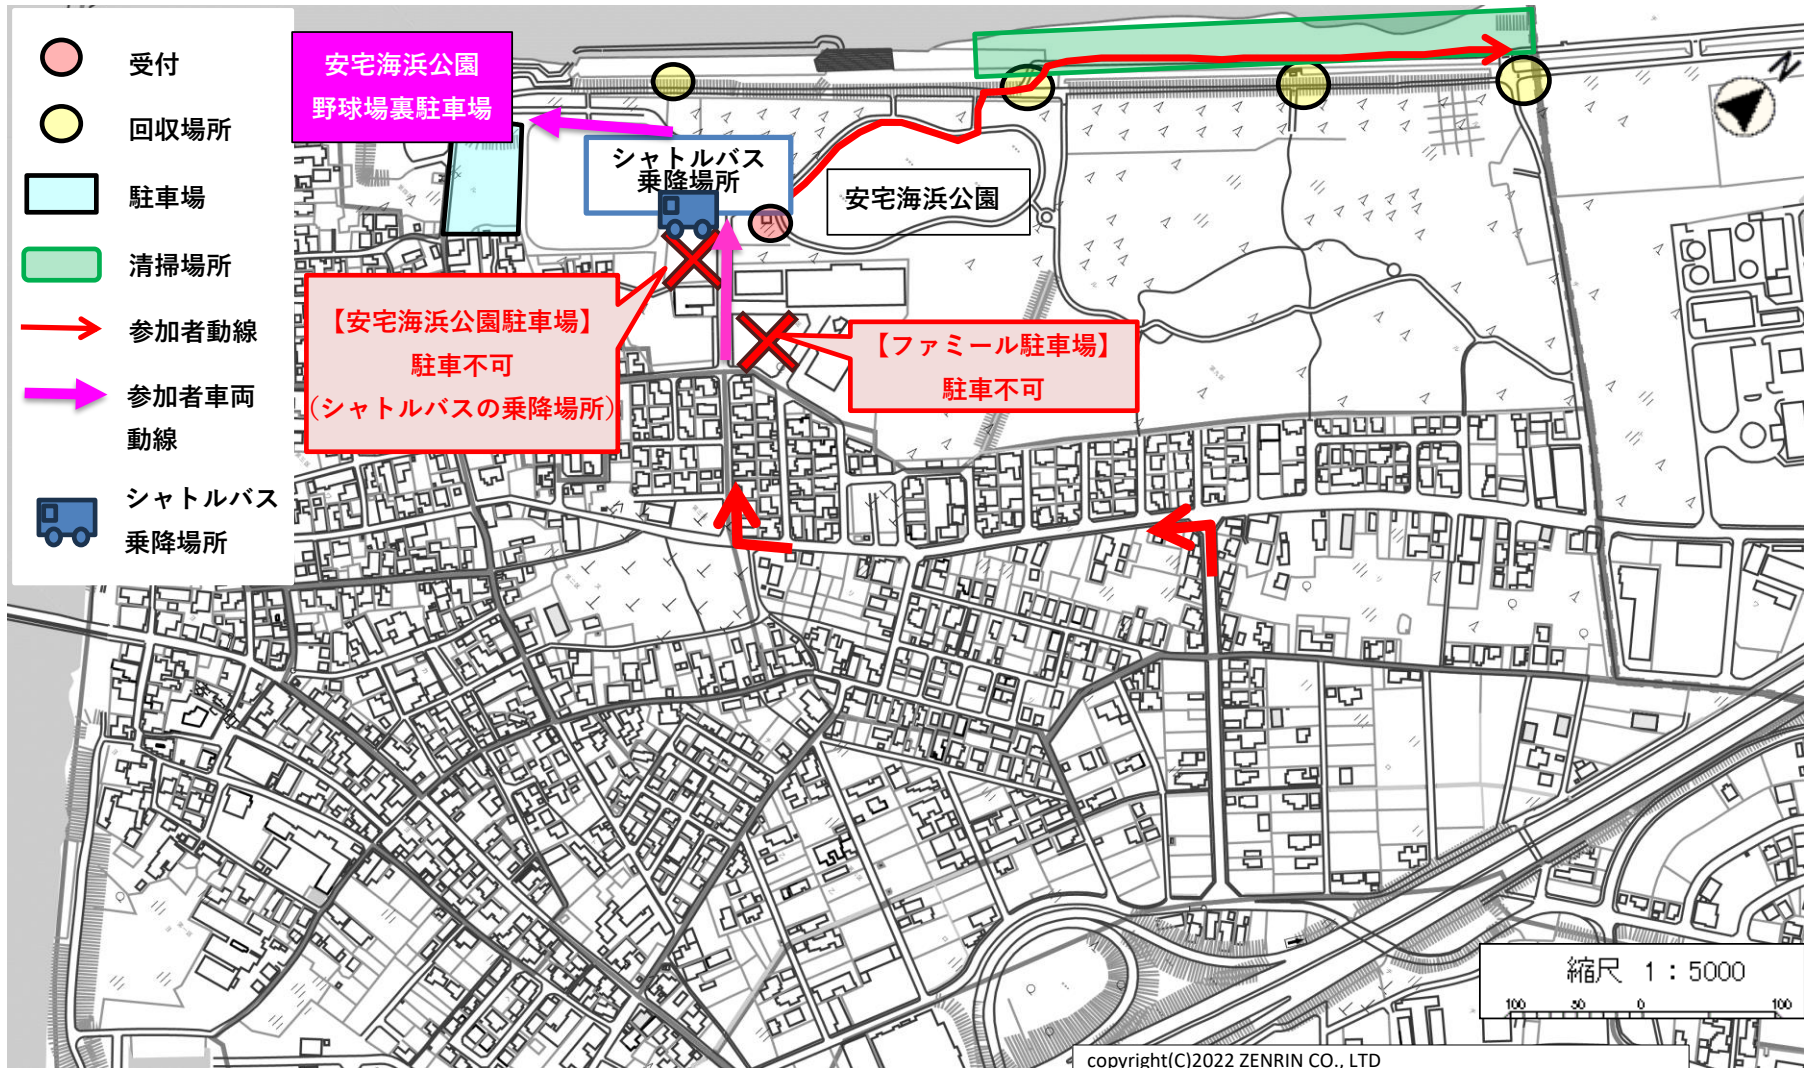 受付
回収場所
駐車場
清掃場所
参加者動線
参加者車両
動線
シャトルバス
乗降場所
安宅海浜公園
野球場裏駐車場
シャトルバス
乗降場所
安宅海浜公園
【安宅海浜公園駐車場】
駐車不可
(シャトルバスの乗降場所)
【ファミール駐車場】
駐車不可
N
縮尺 1：5000
100 50 0 100
copyright(C)2022 ZENRIN CO., LTD